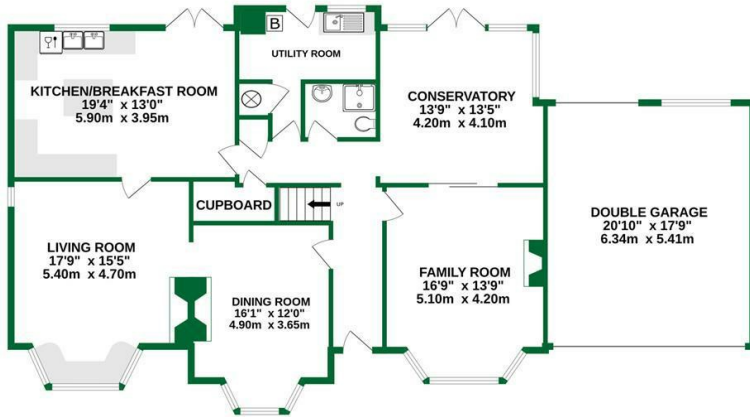 B
UTILITY ROOM
KITCHEN/BREAKFAST ROOM
19'4" x 13'0"
5.90m x 3.95m
CONSERVATORY
13'9" x 13'5"
4.20m x 4.10m
CUPBOARD
UP
DOUBLE GARAGE
20'10" x 17'9"
6.34m x 5.41m
LIVING ROOM
17'9" x 15'5"
5.40m x 4.70m
DINING ROOM
16'1" x 12'0"
4.90m x 3.65m
FAMILY ROOM
16'9" x 13'9"
5.10m x 4.20m